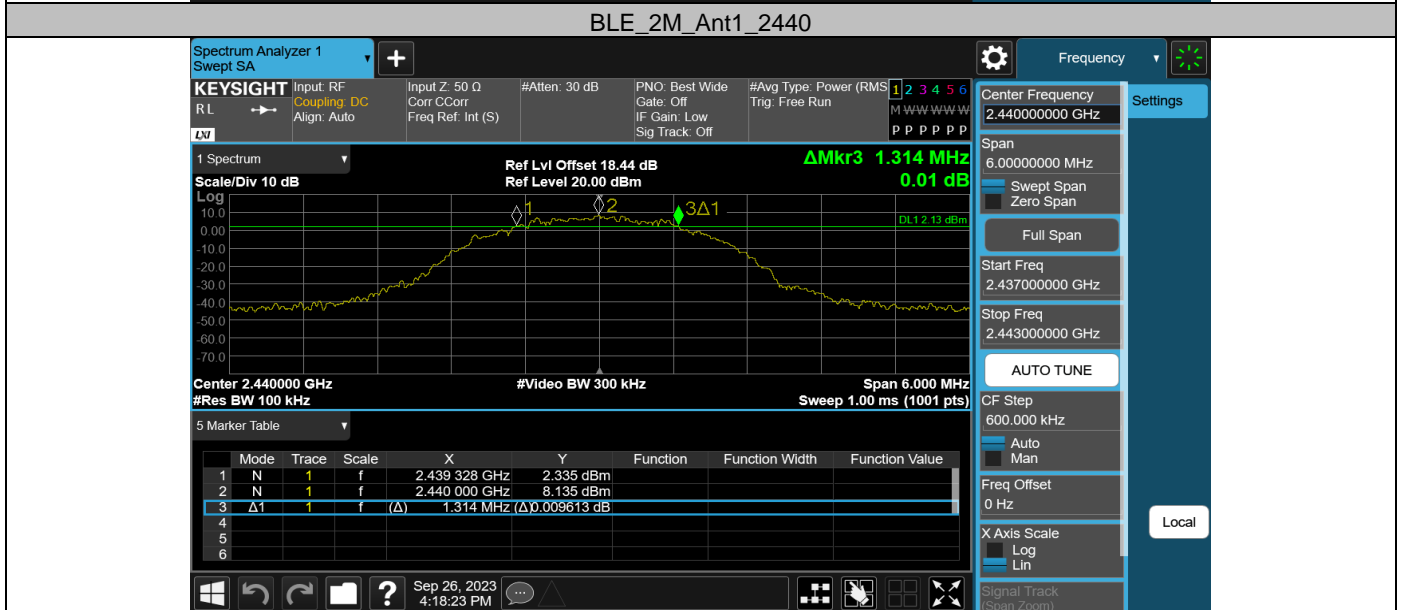 BLE_2M_Ant1_2440
Spectrum Analyzer 1
Swept SA
+
Frequency
KEYSIGHT Input: RF Input Z: 50 Ω #Atten: 30 dB PNO: Best Wide #Avg Type: Power (RMS 1 2 3 4 5 6
R L Coupling: DC Corr CCorr Gate: Off Trig: Free Run
Align: Auto Freq Ref: Int (S) IF Gain: Low M W W W W W
LXI Sig Track: Off P P P P P P
Center Frequency
2.440000000 GHz
Settings
Span
6.00000000 MHz
Swept Span
Zero Span
Full Span
Start Freq
2.437000000 GHz
Stop Freq
2.443000000 GHz
AUTO TUNE
CF Step
600.000 kHz
Auto
Man
Freq Offset
0 Hz
X Axis Scale
Log
Lin
Signal Track
(Span Zoom)
Local
1 Spectrum
Ref Lvl Offset 18.44 dB
ΔMkr3 1.314 MHz
Scale/Div 10 dB
Ref Level 20.00 dBm
0.01 dB
Log
1
2
3Δ1
10.0
DL1 2.13 dBm
0.00
-10.0
-20.0
-30.0
-40.0
-50.0
-60.0
-70.0
Center 2.440000 GHz #Video BW 300 kHz Span 6.000 MHz
#Res BW 100 kHz Sweep 1.00 ms (1001 pts)
5 Marker Table
Mode Trace Scale X Y Function Function Width Function Value
1 N 1 f 2.439 328 GHz 2.335 dBm
2 N 1 f 2.440 000 GHz 8.135 dBm
3 Δ1 1 f (Δ) 1.314 MHz (Δ)0.009613 dB
4
5
6
?
Sep 26, 2023
4:18:23 PM